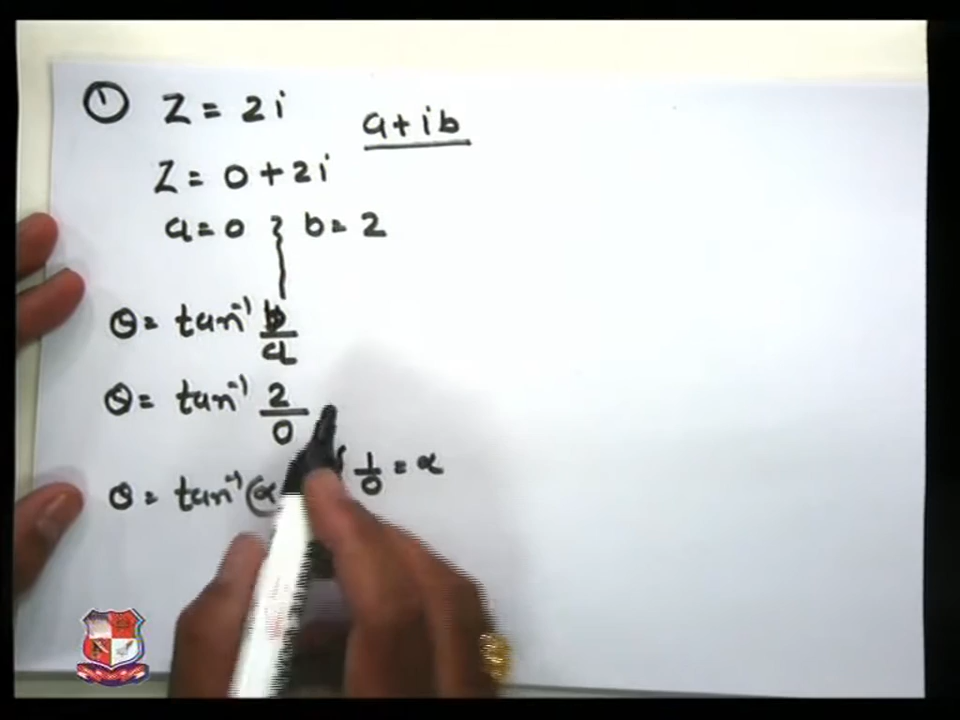 ① Z = 2i a+ib
Z = 0 + 2i
a = 0 } b = 2
θ = tan⁻¹ b/a
θ = tan⁻¹ 2/0
θ = tan⁻¹ (α 1/0 = α